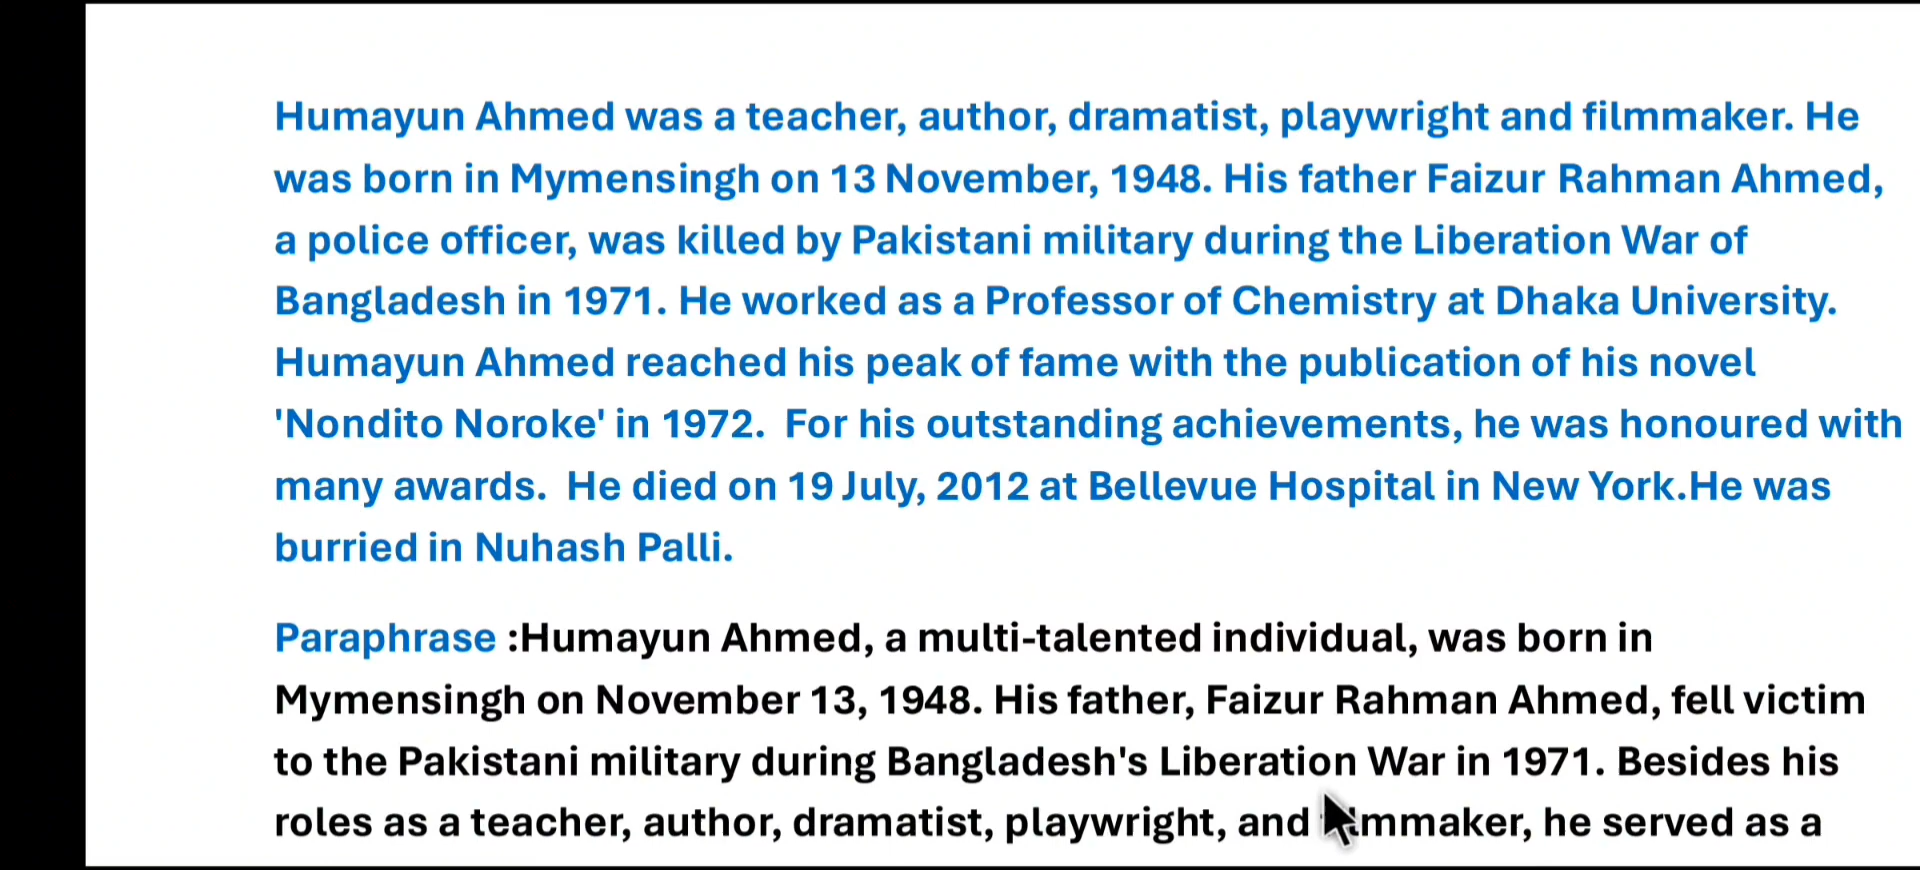 Humayun Ahmed was a teacher, author, dramatist, playwright and filmmaker. He
was born in Mymensingh on 13 November, 1948. His father Faizur Rahman Ahmed,
a police officer, was killed by Pakistani military during the Liberation War of
Bangladesh in 1971. He worked as a Professor of Chemistry at Dhaka University.
Humayun Ahmed reached his peak of fame with the publication of his novel
'Nondito Noroke' in 1972.  For his outstanding achievements, he was honoured with
many awards.  He died on 19 July, 2012 at Bellevue Hospital in New York.He was
burried in Nuhash Palli.
Paraphrase :Humayun Ahmed, a multi-talented individual, was born in
Mymensingh on November 13, 1948. His father, Faizur Rahman Ahmed, fell victim
to the Pakistani military during Bangladesh's Liberation War in 1971. Besides his
roles as a teacher, author, dramatist, playwright, and filmmaker, he served as a